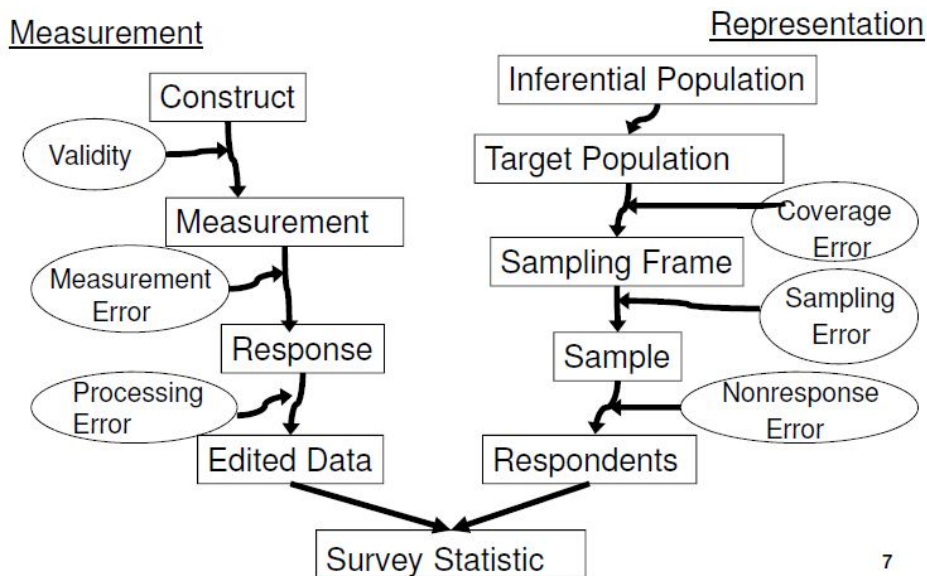 Measurement
Construct
Validity
Measurement
Measurement
Error
Response
Processing
Error
Edited Data
Representation
Inferential Population
Target Population
Coverage
Error
Sampling Frame
Sampling
Error
Sample
Nonresponse
Error
Respondents
Survey Statistic
7